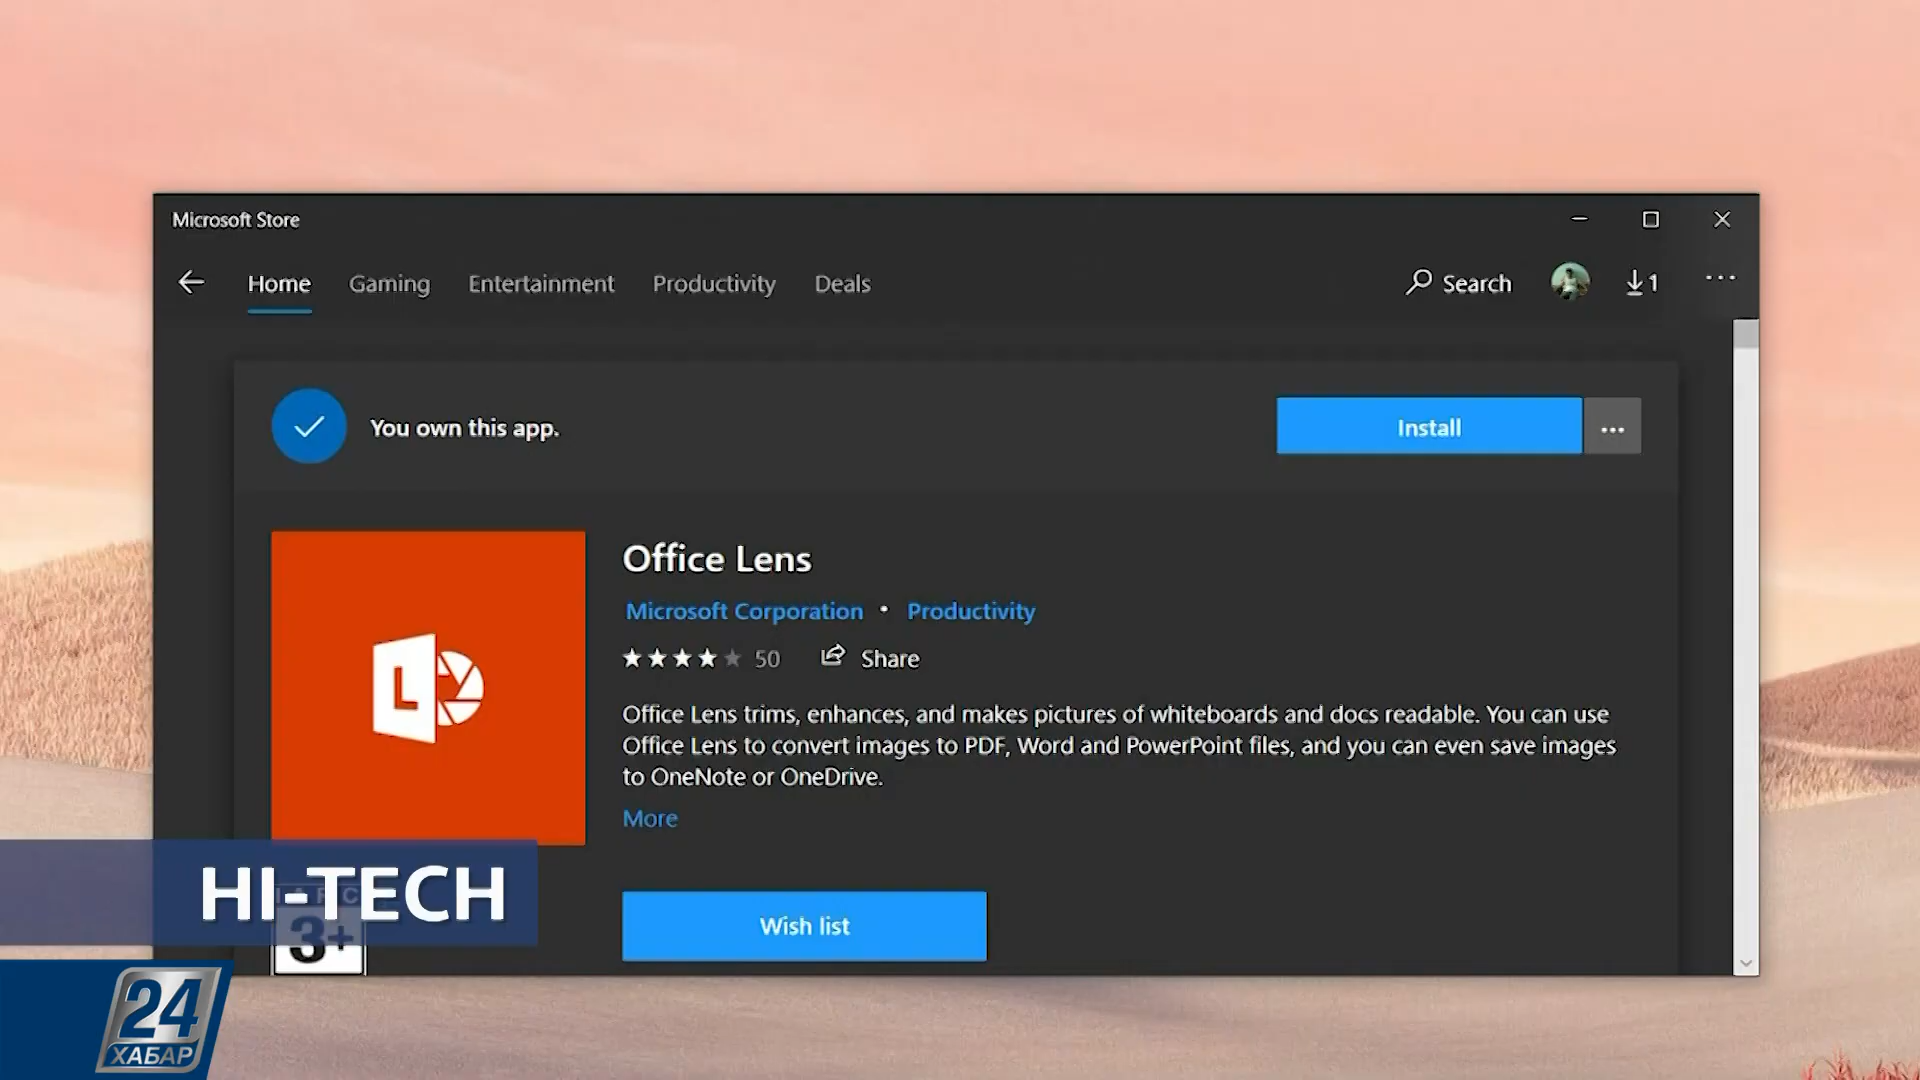 Microsoft Store
Home Gaming Entertainment Productivity Deals Search 1
You own this app. Install
Office Lens
Microsoft Corporation • Productivity
50 Share
Office Lens trims, enhances, and makes pictures of whiteboards and docs readable. You can use
Office Lens to convert images to PDF, Word and PowerPoint files, and you can even save images
to OneNote or OneDrive.
More
HI-TECH
IARC
3+
Wish list
24
ХАБАР